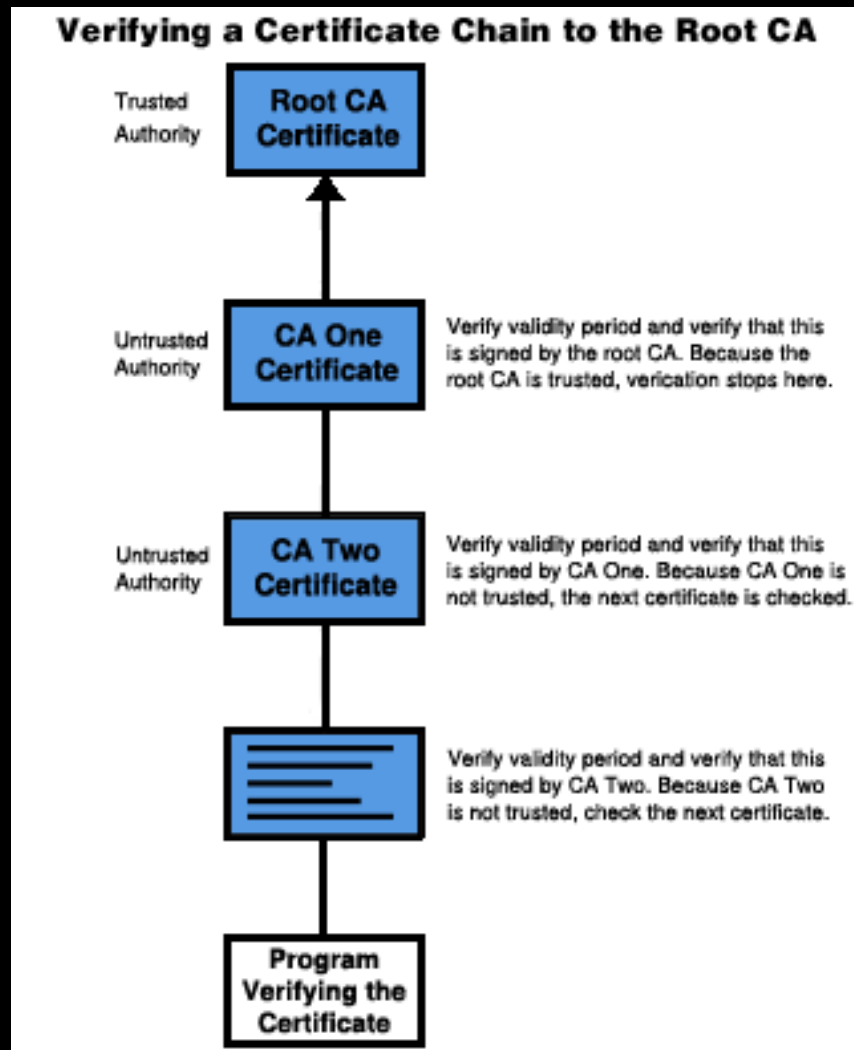 Verifying a Certificate Chain to the Root CA
Trusted
Authority
Root CA
Certificate
Untrusted
Authority
CA One
Certificate
Verify validity period and verify that this
is signed by the root CA. Because the
root CA is trusted, verication stops here.
Untrusted
Authority
CA Two
Certificate
Verify validity period and verify that this
is signed by CA One. Because CA One is
not trusted, the next certificate is checked.
Verify validity period and verify that this
is signed by CA Two. Because CA Two
is not trusted, check the next certificate.
Program
Verifying the
Certificate